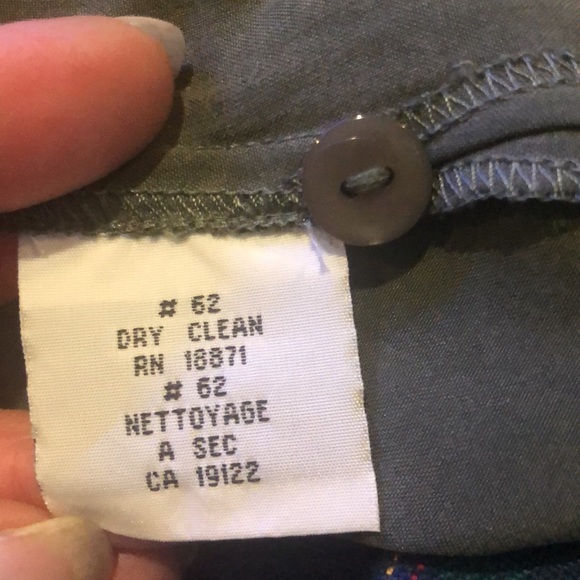 # 62
DRY CLEAN
RN 18871
# 62
NETTOYAGE
A SEC
CA 19122